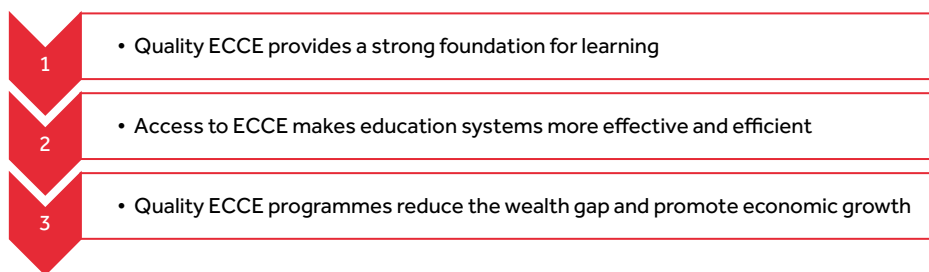 1
• Quality ECCE provides a strong foundation for learning
2
• Access to ECCE makes education systems more effective and efficient
3
• Quality ECCE programmes reduce the wealth gap and promote economic growth